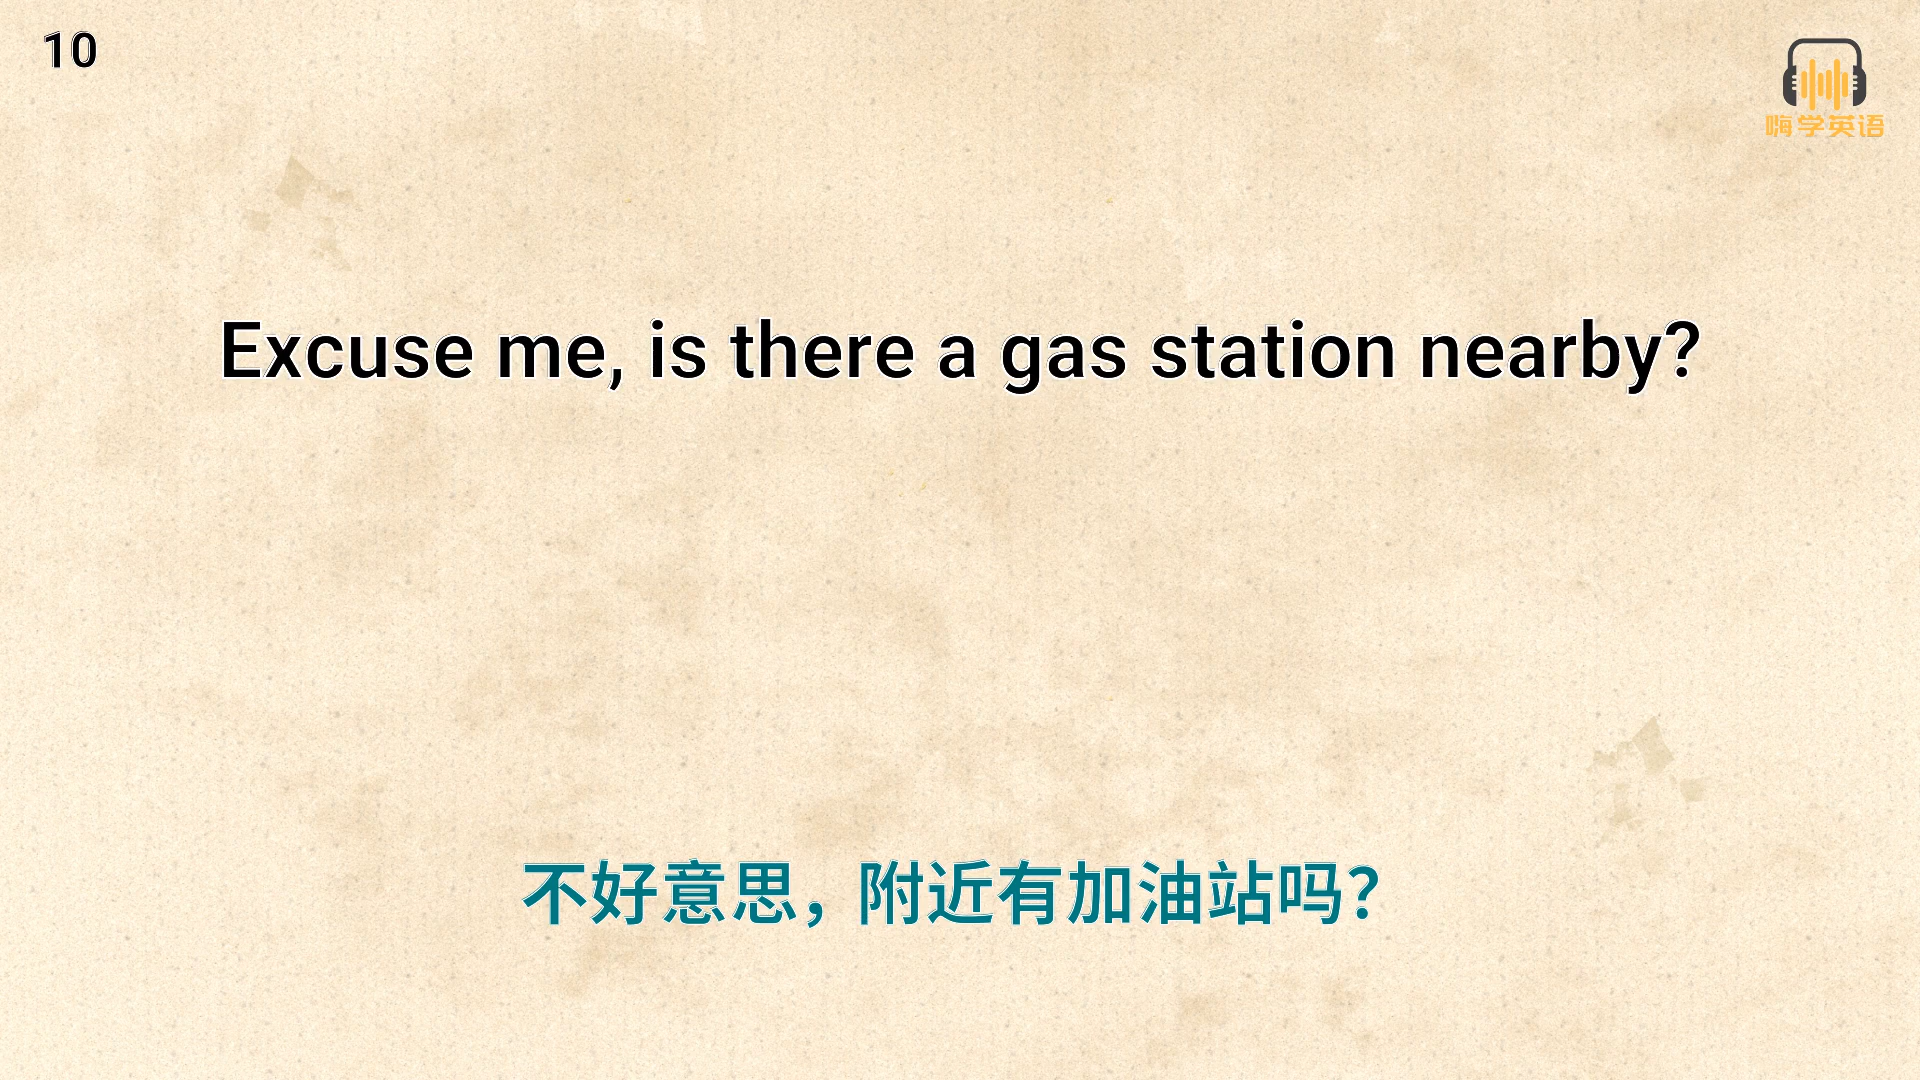 10
嗨学英语
Excuse me, is there a gas station nearby?
不好意思，附近有加油站吗？